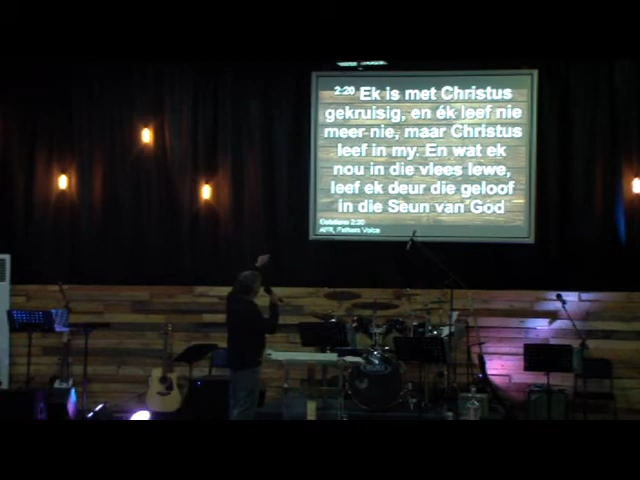 2:20 Ek is met Christus
gekruisig, en ék leef nie
meer nie, maar Christus
leef in my. En wat ek
nou in die vlees lewe,
leef ek deur die geloof
in die Seun van God
2:20
AFR, Fathers Voice